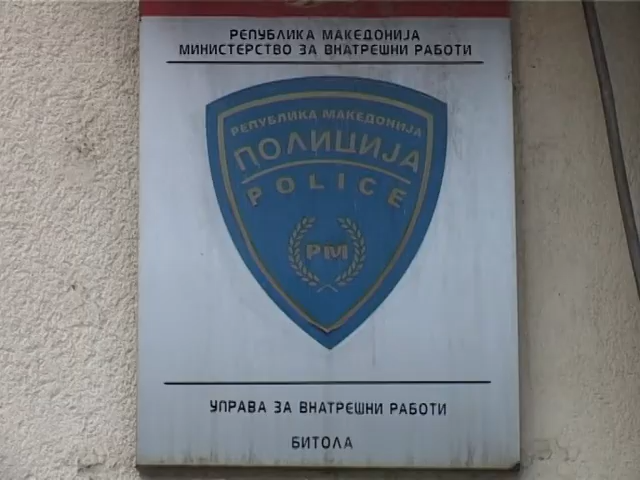 РЕПУБЛИКА МАКЕДОНИЈА
МИНИСТЕРСТВО ЗА ВНАТРЕШНИ РАБОТИ
РЕПУБЛИКА МАКЕДОНИЈА
ПОЛИЦИЈА
POLICE
РМ
УПРАВА ЗА ВНАТРЕШНИ РАБОТИ
БИТОЛА